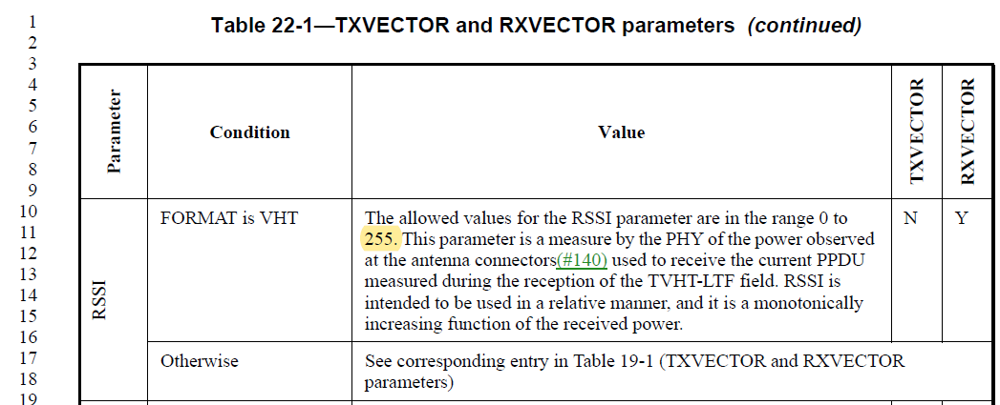 Table 22-1—TXVECTOR and RXVECTOR parameters (continued)
1
2
3
4
5
6
7
8
9
10
11
12
13
14
15
16
17
18
19
Parameter
Condition
Value
TXVECTOR
RXVECTOR
RSSI
FORMAT is VHT
The allowed values for the RSSI parameter are in the range 0 to
255. This parameter is a measure by the PHY of the power observed
at the antenna connectors(#140) used to receive the current PPDU
measured during the reception of the TVHT-LTF field. RSSI is
intended to be used in a relative manner, and it is a monotonically
increasing function of the received power.
N
Y
Otherwise
See corresponding entry in Table 19-1 (TXVECTOR and RXVECTOR
parameters)